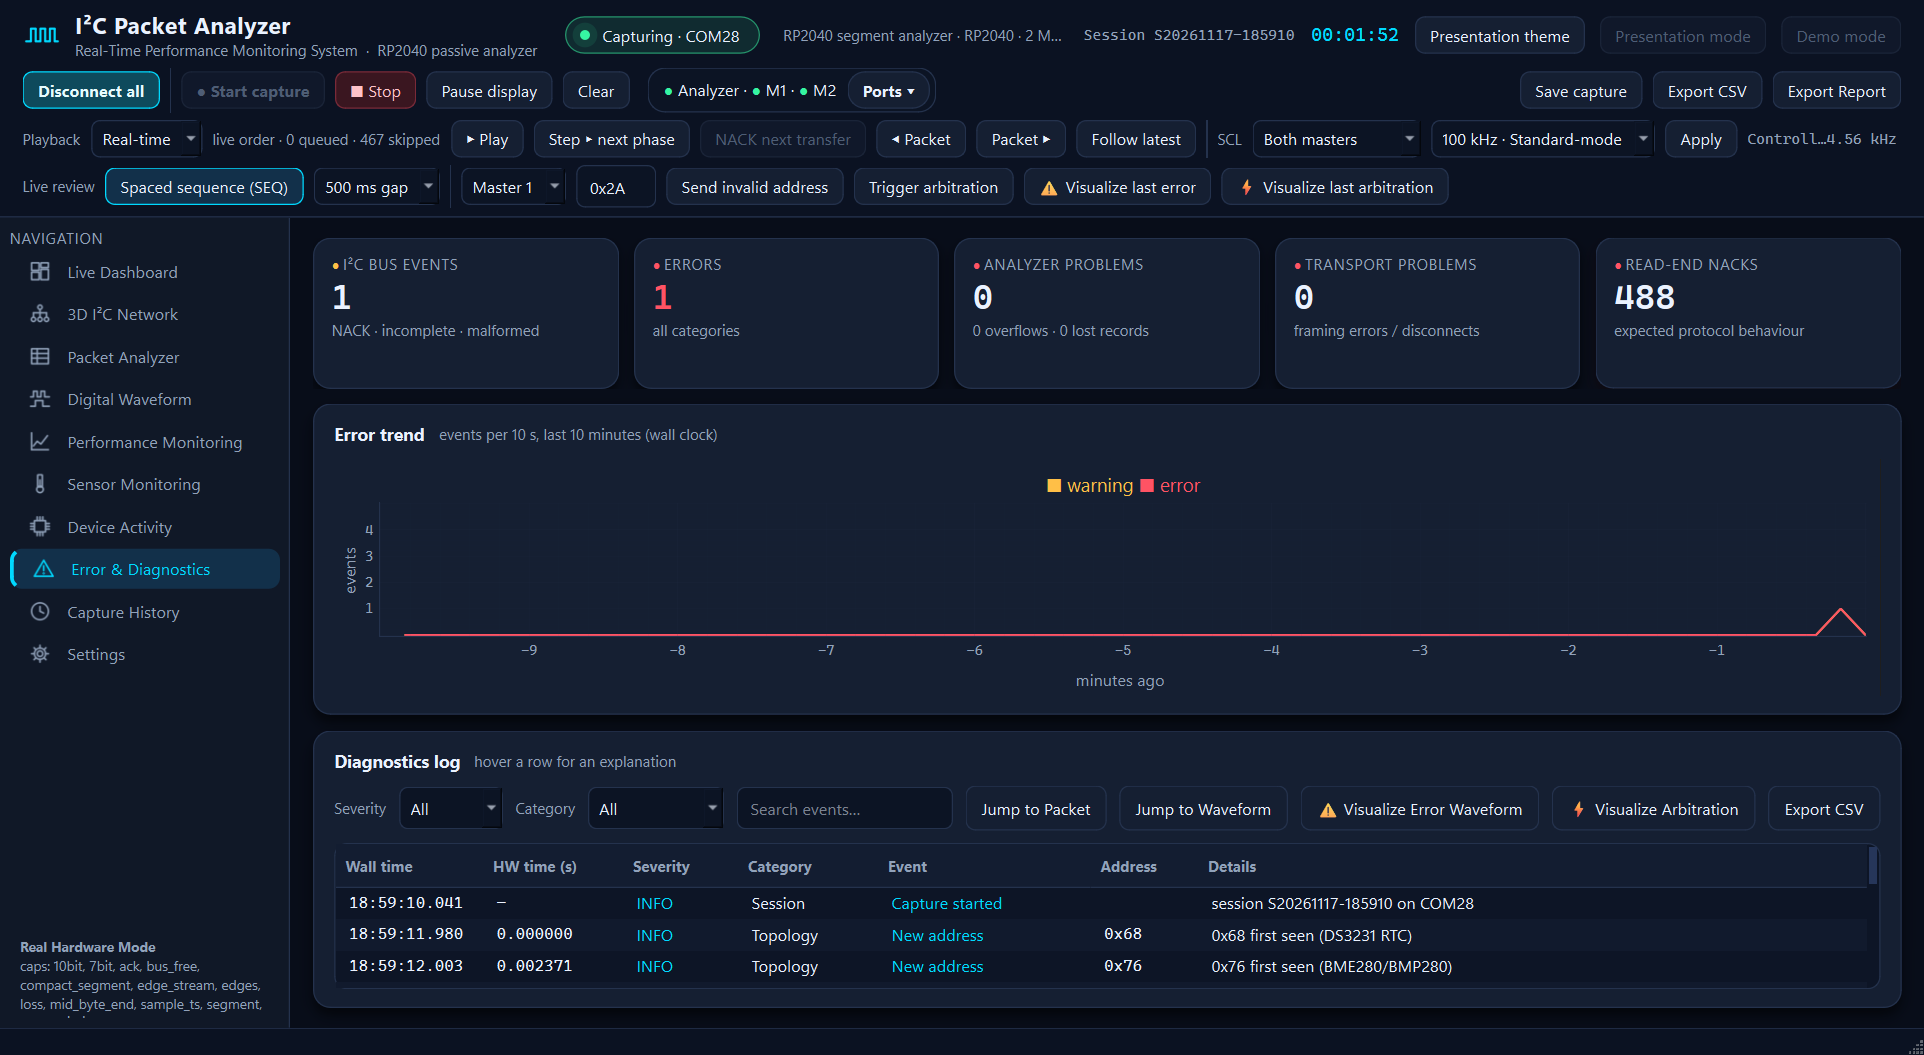 I²C Packet Analyzer
Real-Time Performance Monitoring System · RP2040 passive analyzer
Capturing · COM28
RP2040 segment analyzer · RP2040 · 2 M...
Session S20261117-185910
00:01:52
Presentation theme
Presentation mode
Demo mode
Disconnect all
● Start capture
Stop
Pause display
Clear
● Analyzer · ● M1 · ● M2
Ports ▾
Save capture
Export CSV
Export Report
Playback
Real-time
live order · 0 queued · 467 skipped
▸ Play
Step ▸ next phase
NACK next transfer
◂ Packet
Packet ▸
Follow latest
SCL
Both masters
100 kHz · Standard-mode
Apply
Controll…4.56 kHz
Live review
Spaced sequence (SEQ)
500 ms gap
Master 1
0x2A
Send invalid address
Trigger arbitration
Visualize last error
Visualize last arbitration
NAVIGATION
Live Dashboard
3D I²C Network
Packet Analyzer
Digital Waveform
Performance Monitoring
Sensor Monitoring
Device Activity
Error & Diagnostics
Capture History
Settings
Real Hardware Mode
caps: 10bit, 7bit, ack, bus_free,
compact_segment, edge_stream, edges,
loss, mid_byte_end, sample_ts, segment,
● I²C BUS EVENTS
1
NACK · incomplete · malformed
● ERRORS
1
all categories
● ANALYZER PROBLEMS
0
0 overflows · 0 lost records
● TRANSPORT PROBLEMS
0
framing errors / disconnects
● READ-END NACKS
488
expected protocol behaviour
Error trend events per 10 s, last 10 minutes (wall clock)
warning error
4
3
2
1
events
−9 −8 −7 −6 −5 −4 −3 −2 −1
minutes ago
Diagnostics log hover a row for an explanation
Severity
All
Category
All
Search events...
Jump to Packet
Jump to Waveform
Visualize Error Waveform
Visualize Arbitration
Export CSV
Wall time HW time (s) Severity Category Event Address Details
18:59:10.041 — INFO Session Capture started session S20261117-185910 on COM28
18:59:11.980 0.000000 INFO Topology New address 0x68 0x68 first seen (DS3231 RTC)
18:59:12.003 0.002371 INFO Topology New address 0x76 0x76 first seen (BME280/BMP280)